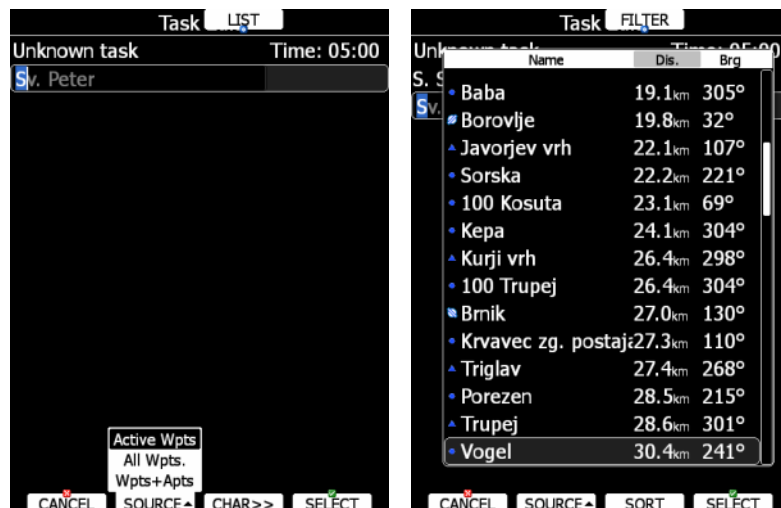 Task LIST
Unknown task Time: 05:00
Sv. Peter
Active Wpts
All Wpts.
Wpts+Apts
CANCEL SOURCE CHAR>> SELECT
Task FILTER
S. S
Sv.
Name Dis. Brg
Baba 19.1km 305°
Borovlje 19.8km 32°
Javorjev vrh 22.1km 107°
Sorska 22.2km 221°
100 Kosuta 23.1km 69°
Kepa 24.1km 304°
Kurji vrh 26.4km 298°
100 Trupej 26.4km 304°
Brnik 27.0km 130°
Krvavec zg. postaja 27.3km 110°
Triglav 27.4km 268°
Porezen 28.5km 215°
Trupej 28.6km 301°
Vogel 30.4km 241°
CANCEL SOURCE SORT SELECT